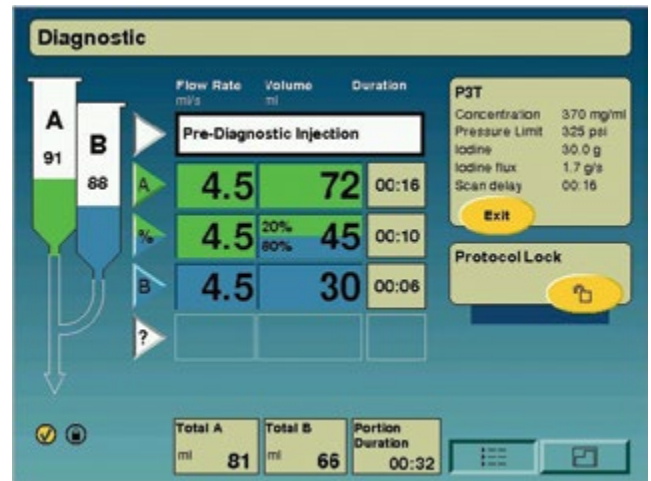 Diagnostic
Flow Rate Volume Duration
ml/s ml
Pre-Diagnostic Injection
A
91
B
88
A 4.5 72 00:16
% 4.5 20% 80% 45 00:10
B 4.5 30 00:06
?
P3T
Concentration 370 mg/ml
Pressure Limit 325 psi
Iodine 30.0 g
Iodine flux 1.7 g/s
Scan delay 00:16
Exit
Protocol Lock
Total A
ml 81
Total B
ml 66
Portion
Duration
00:32